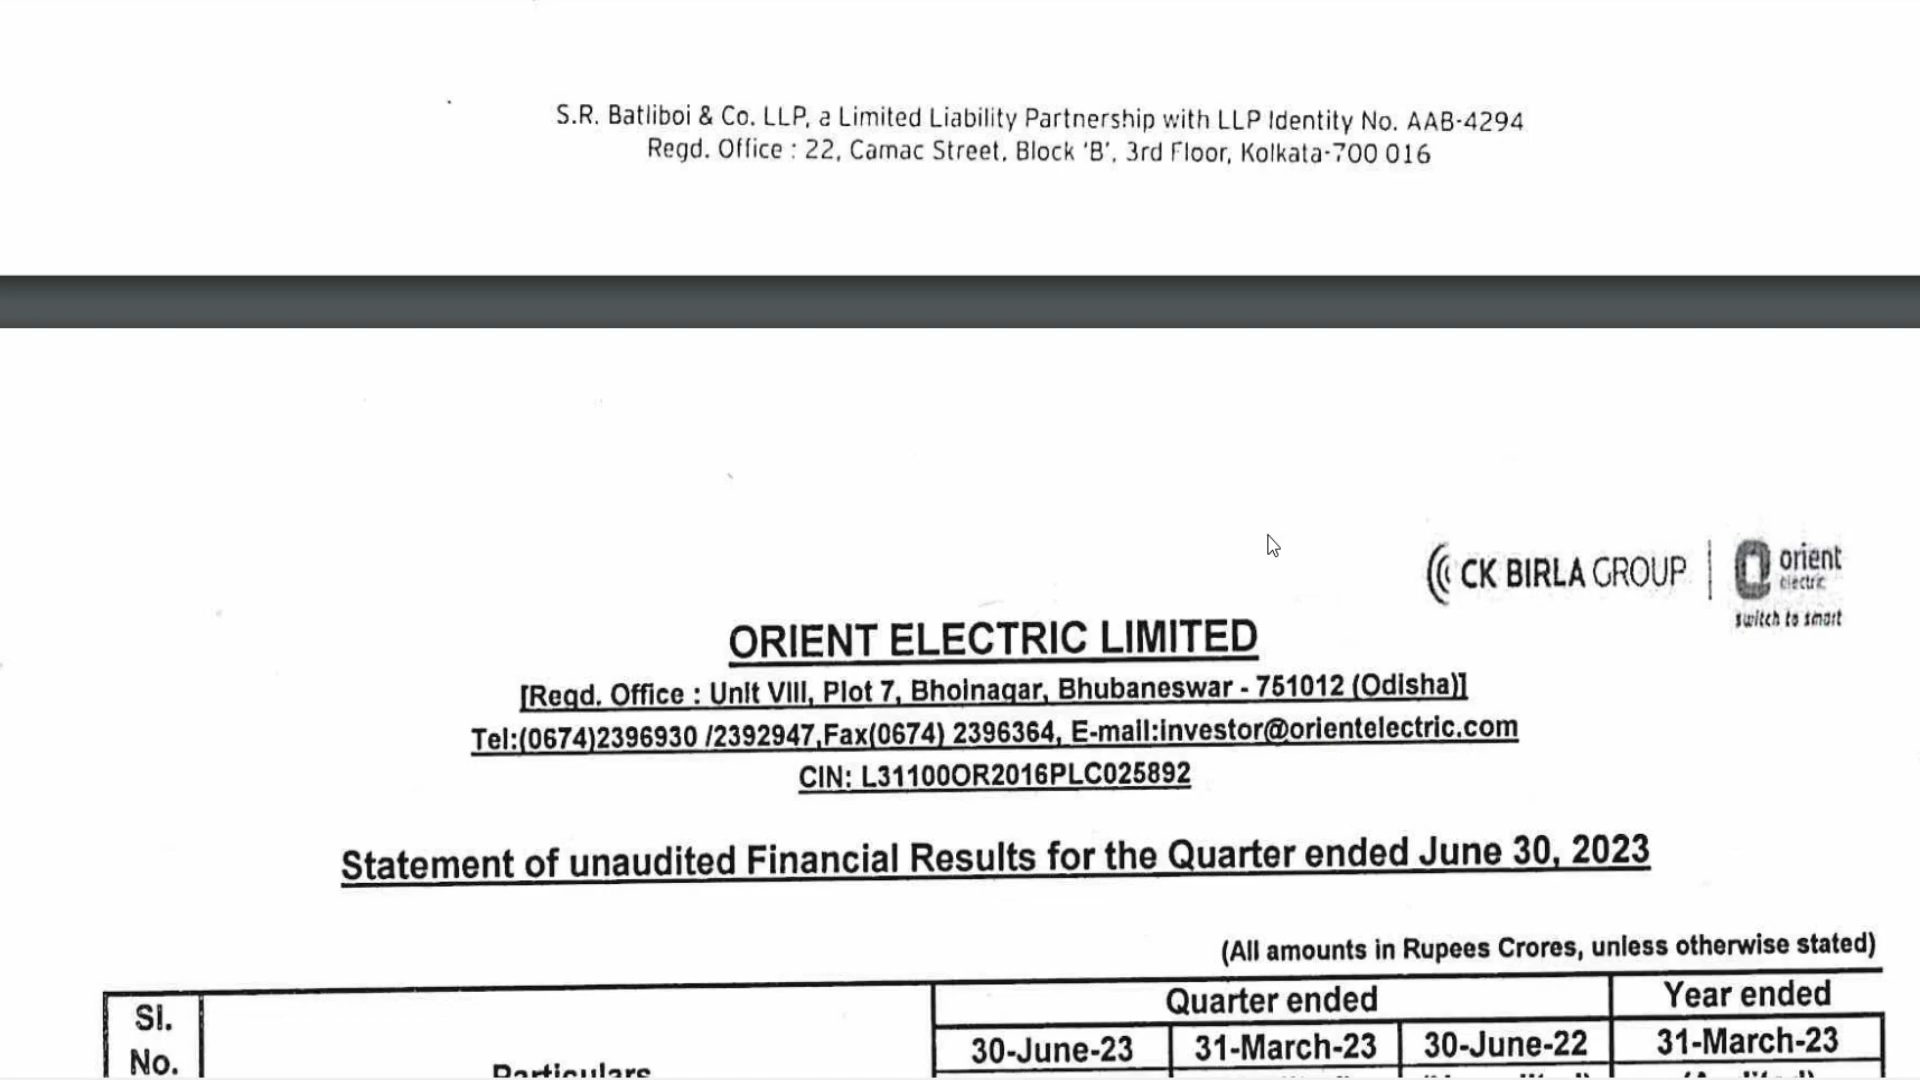 S.R. Batliboi & Co. LLP, a Limited Liability Partnership with LLP Identity No. AAB-4294
Regd. Office : 22, Camac Street, Block 'B', 3rd Floor, Kolkata-700 016
CK BIRLA GROUP
orient
electric
switch to smart
ORIENT ELECTRIC LIMITED
[Regd. Office : Unit VIII, Plot 7, Bhoinagar, Bhubaneswar - 751012 (Odisha)]
Tel:(0674)2396930 /2392947,Fax(0674) 2396364, E-mail:investor@orientelectric.com
CIN: L31100OR2016PLC025892
Statement of unaudited Financial Results for the Quarter ended June 30, 2023
(All amounts in Rupees Crores, unless otherwise stated)
Sl.
No.
Particulars
Quarter ended
Year ended
30-June-23
31-March-23
30-June-22
31-March-23